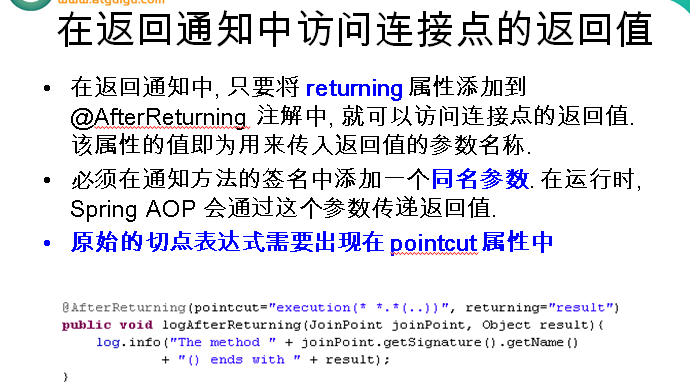 www.atguigu.com
在返回通知中访问连接点的返回值
• 在返回通知中, 只要将 returning 属性添加到
@AfterReturning 注解中, 就可以访问连接点的返回值.
该属性的值即为用来传入返回值的参数名称.
• 必须在通知方法的签名中添加一个同名参数. 在运行时,
Spring AOP 会通过这个参数传递返回值.
• 原始的切点表达式需要出现在 pointcut 属性中
@AfterReturning(pointcut="execution(* *.*(..))", returning="result")
public void logAfterReturning(JoinPoint joinPoint, Object result){
log.info("The method " + joinPoint.getSignature().getName()
+ "() ends with " + result);
}